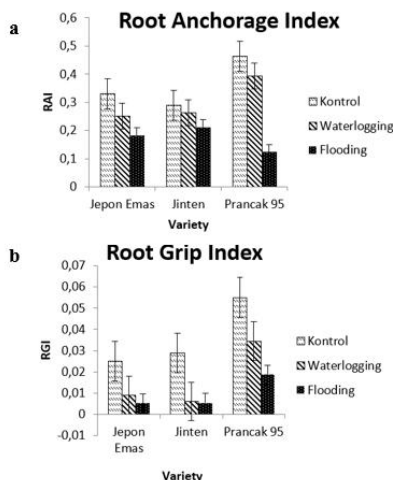 a
Root Anchorage Index
0,6
0,5
0,4
0,3
0,2
0,1
0
RAI
Jepon Emas Jinten Prancak 95
Variety
Kontrol
Waterlogging
Flooding
b
Root Grip Index
0,07
0,06
0,05
0,04
0,03
0,02
0,01
0
-0,01
RGI
Jepon Emas Jinten Prancak 95
Variety
Kontrol
Waterlogging
Flooding